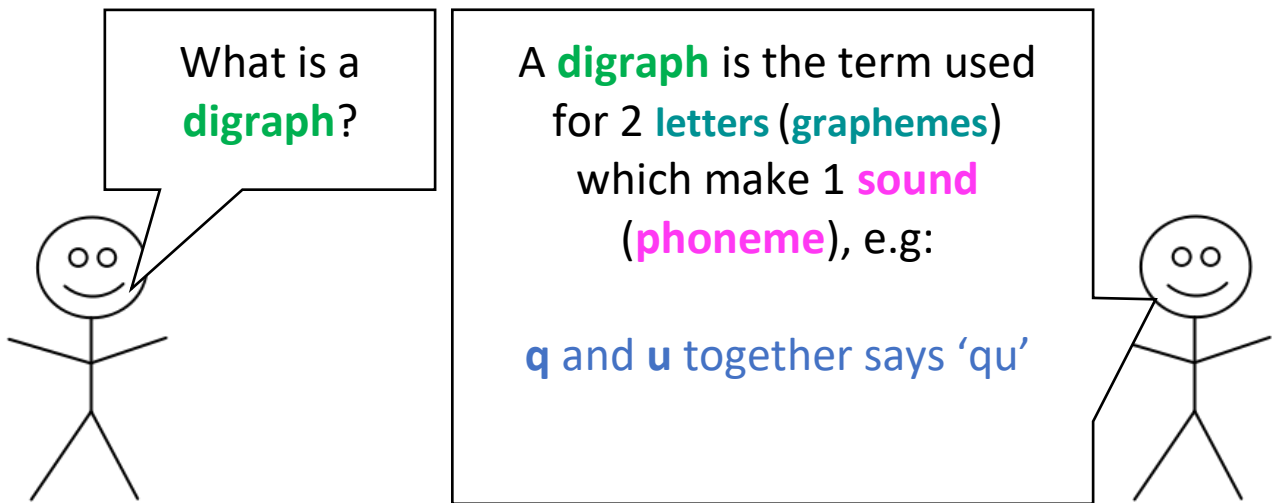 What is a
digraph?
A digraph is the term used
for 2 letters (graphemes)
which make 1 sound
(phoneme), e.g:
q and u together says ‘qu’